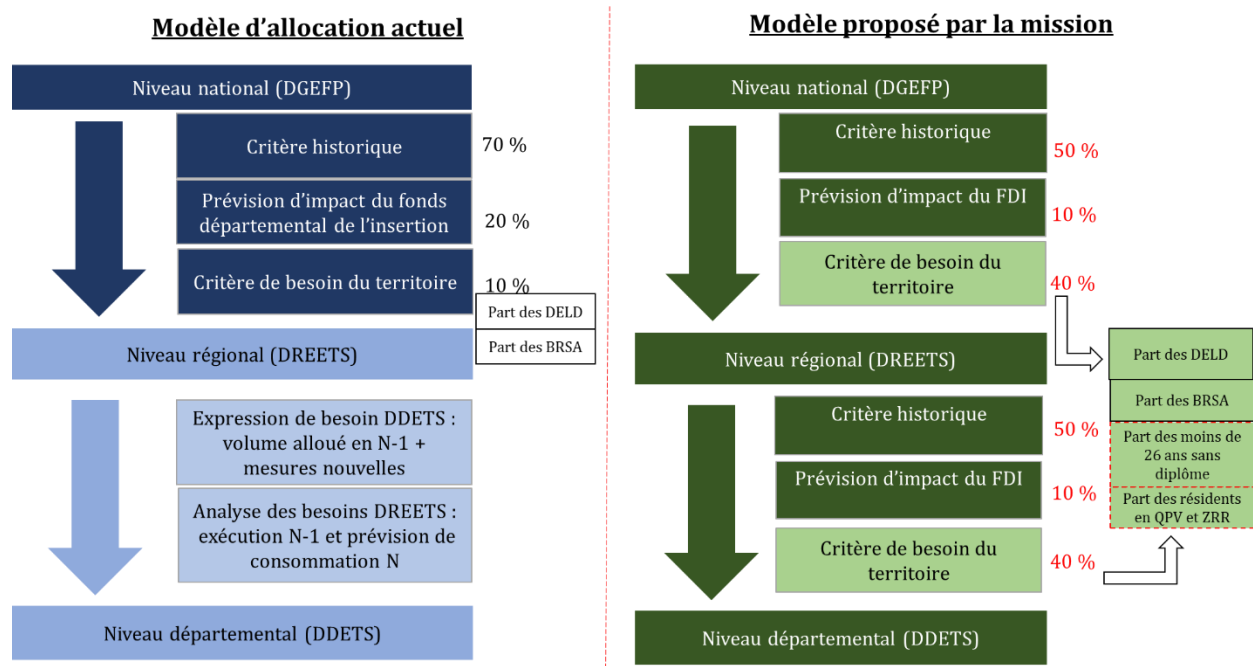 Modèle d'allocation actuel
Niveau national (DGEFP)
Critère historique
70 %
Prévision d'impact du fonds
départemental de l'insertion
20 %
Critère de besoin du territoire
10 %
Part des DELD
Part des BRSA
Niveau régional (DREETS)
Expression de besoin DDETS :
volume alloué en N-1 +
mesures nouvelles
Analyse des besoins DREETS :
exécution N-1 et prévision de
consommation N
Niveau départemental (DDETS)
Modèle proposé par la mission
Niveau national (DGEFP)
Critère historique
50 %
Prévision d'impact du FDI
10 %
Critère de besoin du
territoire
40 %
Niveau régional (DREETS)
Part des DELD
Part des BRSA
Part des moins de
26 ans sans
diplôme
Part des résidents
en QPV et ZRR
Critère historique
50 %
Prévision d'impact du FDI
10 %
Critère de besoin du
territoire
40 %
Niveau départemental (DDETS)